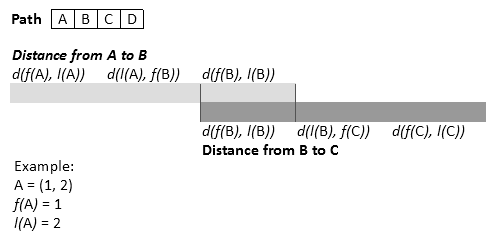 Path A B C D
Distance from A to B
d(f(A), l(A)) d(l(A), f(B)) d(f(B), l(B))
d(f(B), l(B)) d(l(B), f(C)) d(f(C), l(C))
Distance from B to C
Example:
A = (1, 2)
f(A) = 1
l(A) = 2